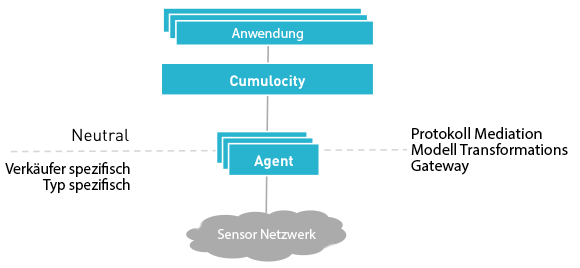 Anwendung
Cumulocity
Neutral
Agent
Protokoll Mediation
Modell Transformations
Gateway
Verkäufer spezifisch
Typ spezifisch
Sensor Netzwerk